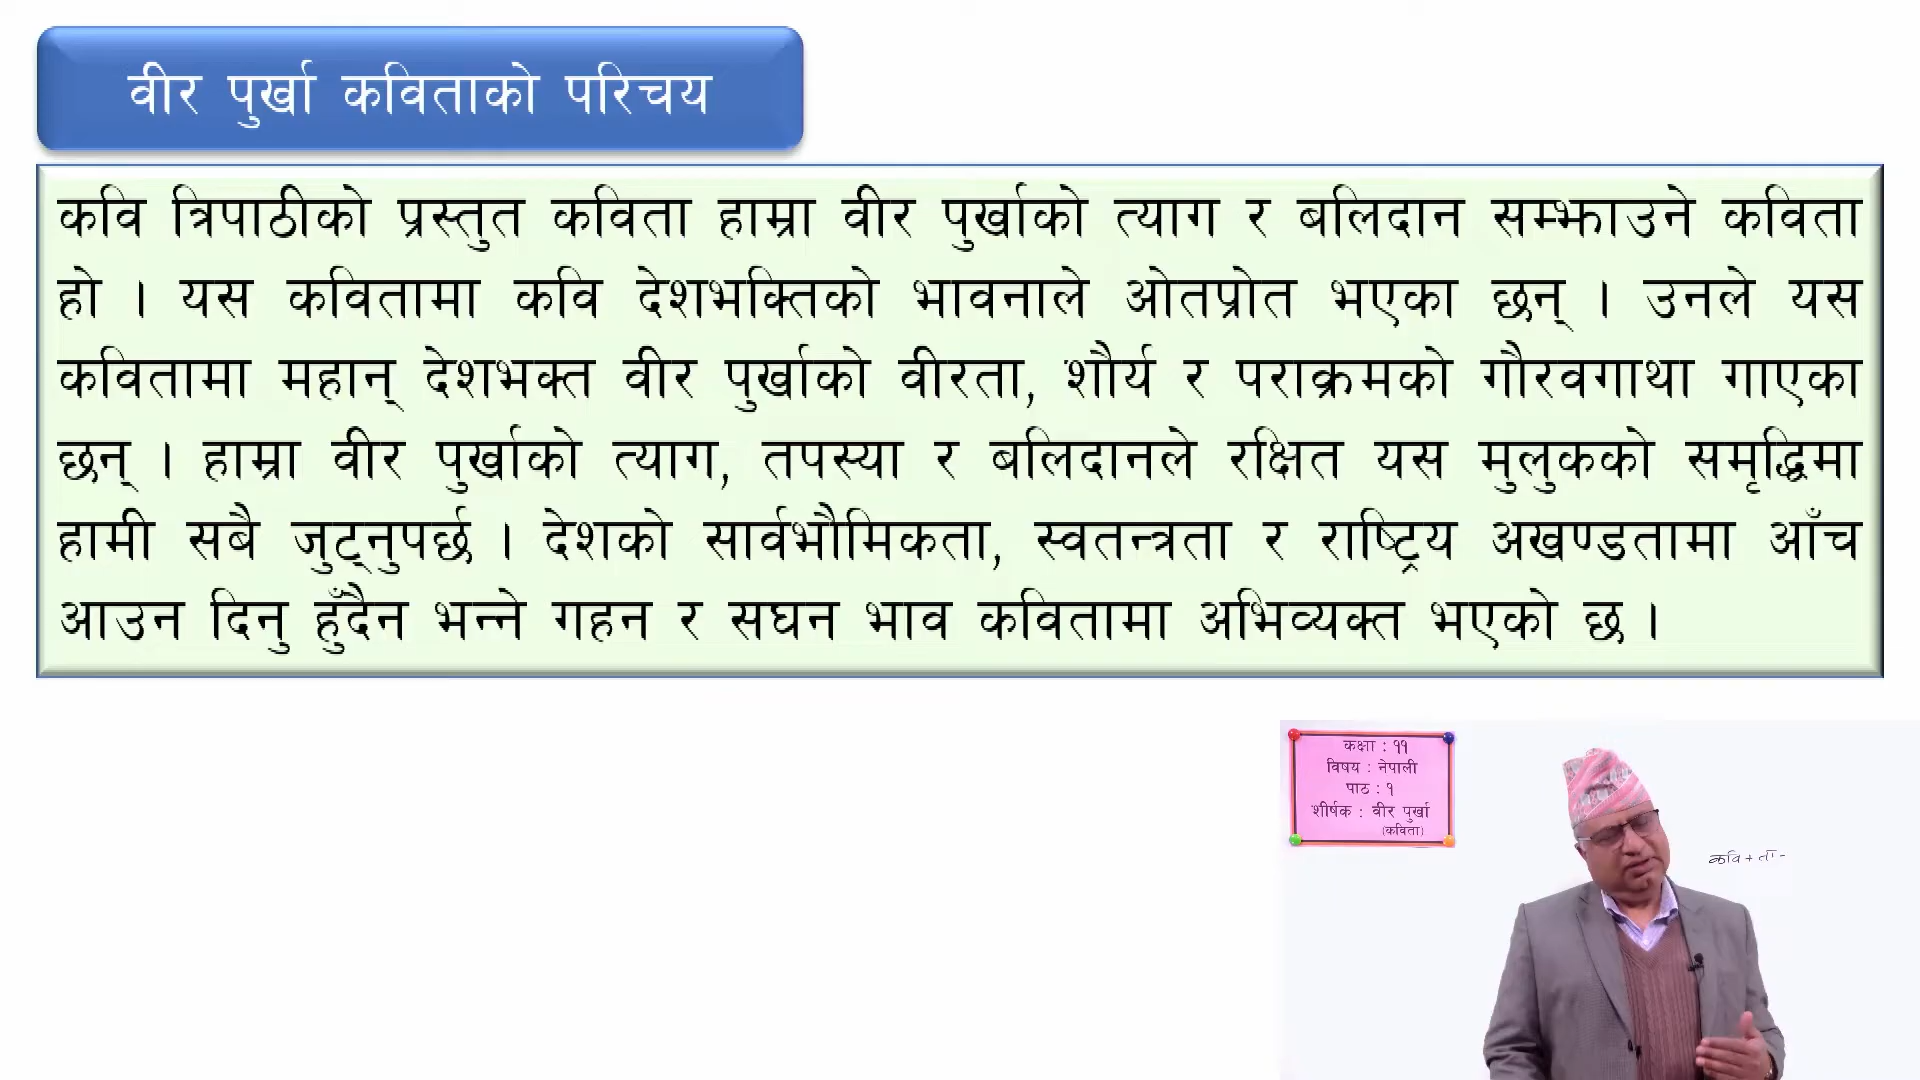 वीर पुर्खा कविताको परिचय
कवि त्रिपाठीको प्रस्तुत कविता हाम्रा वीर पुर्खाको त्याग र बलिदान सम्झाउने कविता
हो । यस कवितामा कवि देशभक्तिको भावनाले ओतप्रोत भएका छन् । उनले यस
कवितामा महान् देशभक्त वीर पुर्खाको वीरता, शौर्य र पराक्रमको गौरवगाथा गाएका
छन् । हाम्रा वीर पुर्खाको त्याग, तपस्या र बलिदानले रक्षित यस मुलुकको समृद्धिमा
हामी सबै जुट्नुपर्छ । देशको सार्वभौमिकता, स्वतन्त्रता र राष्ट्रिय अखण्डतामा आँच
आउन दिनु हुँदैन भन्ने गहन र सघन भाव कवितामा अभिव्यक्त भएको छ ।
कक्षा : ११
विषय : नेपाली
पाठ : १
शीर्षक : वीर पुर्खा
(कविता)
कवि + ता -